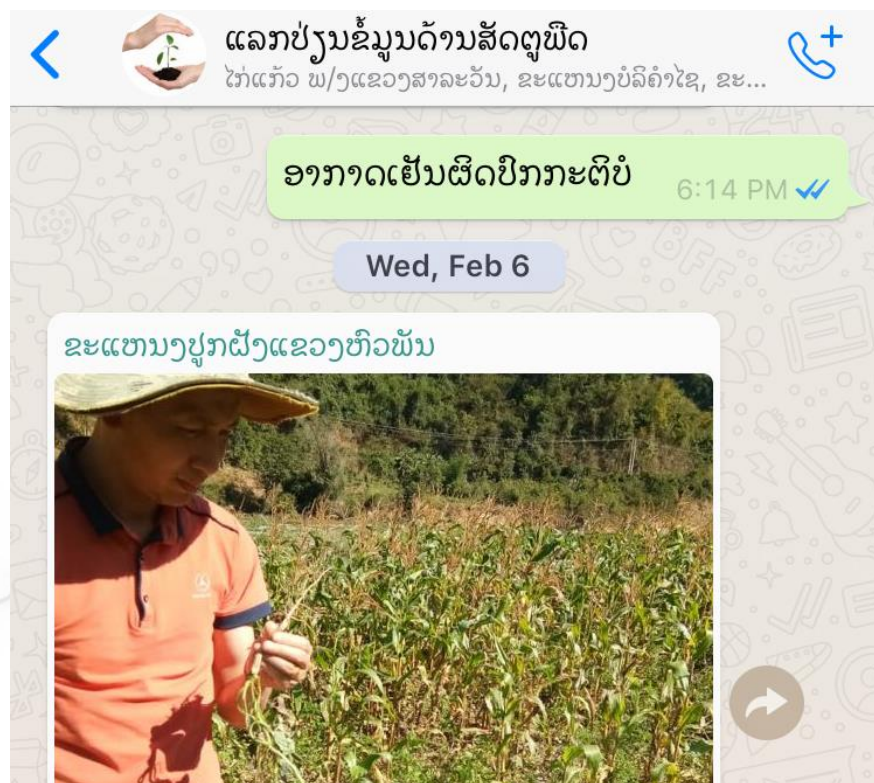 ແລກປ່ຽນຂໍ້ມູນດ້ານສັດຕູພືດ
ໄກ່ແກ້ວ ພ/ງແຂວງສາລະວັນ, ຂະແຫນງບໍລິຄຳໄຊ, ຂະ...
ອາກາດເຢັນຜິດປົກກະຕິບໍ
6:14 PM
Wed, Feb 6
ຂະແຫນງປູກຝັງແຂວງຫົວພັນ